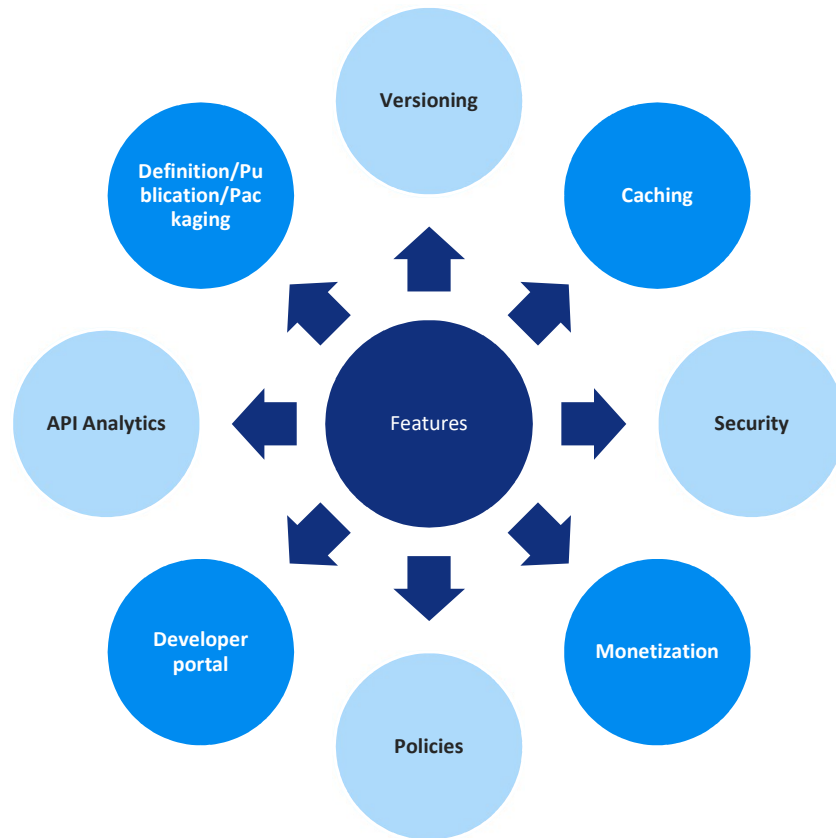 Versioning
Definition/Pu
blication/Pac
kaging
Caching
API Analytics
Features
Security
Developer
portal
Monetization
Policies